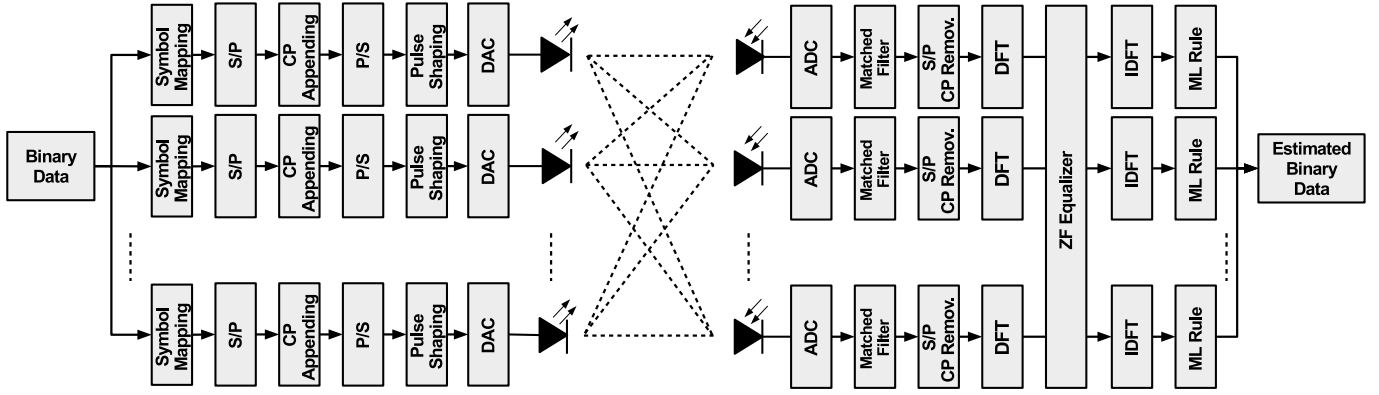 Binary
Data
Symbol
Mapping
S/P
CP
Appending
P/S
Pulse
Shaping
DAC
ADC
Matched
Filter
S/P
CP Remov.
DFT
ZF Equalizer
IDFT
ML Rule
Symbol
Mapping
S/P
CP
Appending
P/S
Pulse
Shaping
DAC
ADC
Matched
Filter
S/P
CP Remov.
DFT
IDFT
ML Rule
Estimated
Binary
Data
Symbol
Mapping
S/P
CP
Appending
P/S
Pulse
Shaping
DAC
ADC
Matched
Filter
S/P
CP Remov.
DFT
IDFT
ML Rule